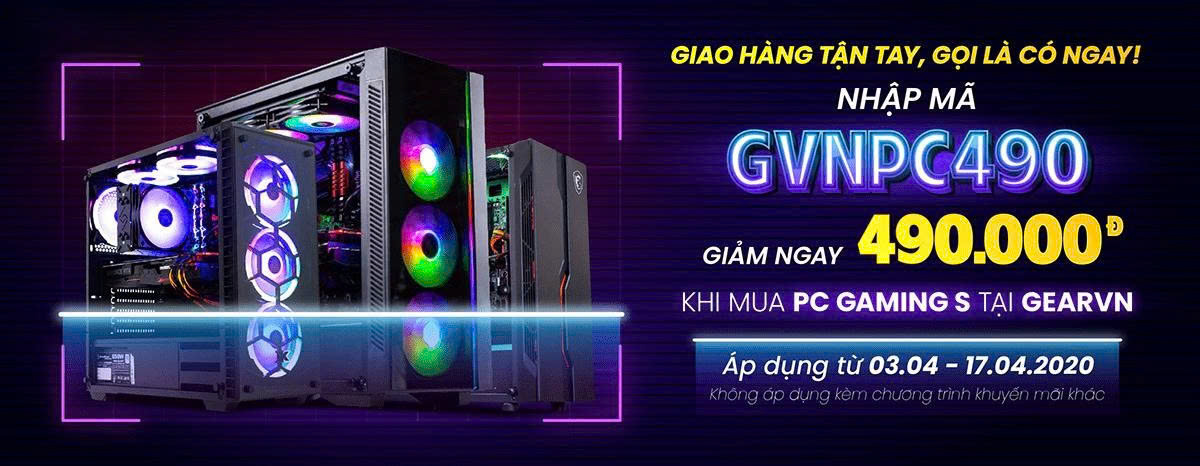 GIAO HÀNG TẬN TAY, GỌI LÀ CÓ NGAY!
NHẬP MÃ
GVNPC490
GIẢM NGAY 490.000Đ
KHI MUA PC GAMING S TẠI GEARVN
Áp dụng từ 03.04 - 17.04.2020
Không áp dụng kèm chương trình khuyến mãi khác
650W